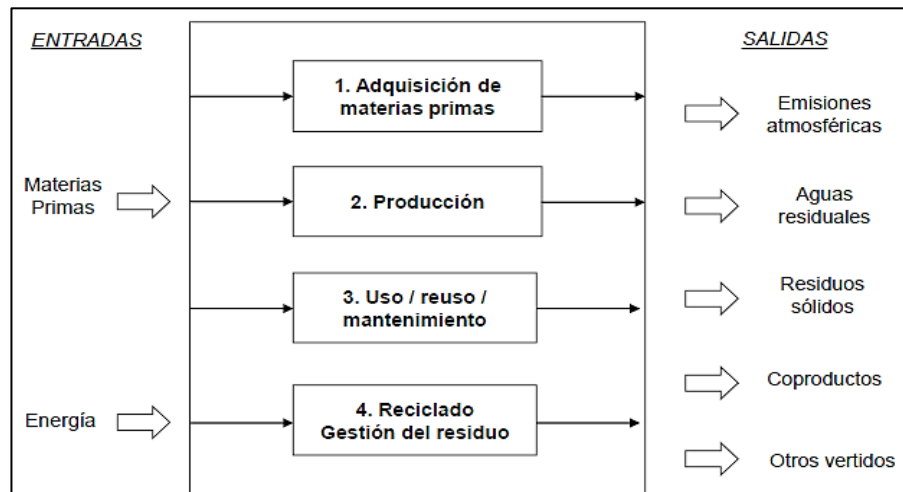 ENTRADAS
SALIDAS
1. Adquisición de
materias primas
Emisiones
atmosféricas
Materias
Primas
2. Producción
Aguas
residuales
3. Uso / reuso /
mantenimiento
Residuos
sólidos
Energía
4. Reciclado
Gestión del residuo
Coproductos
Otros vertidos